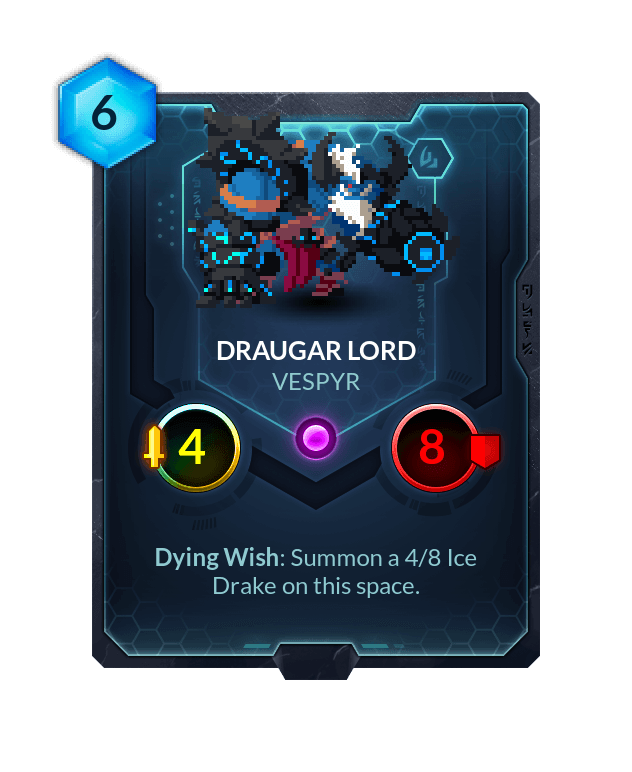 6
DRAUGAR LORD
VESPYR
4
8
Dying Wish: Summon a 4/8 Ice
Drake on this space.